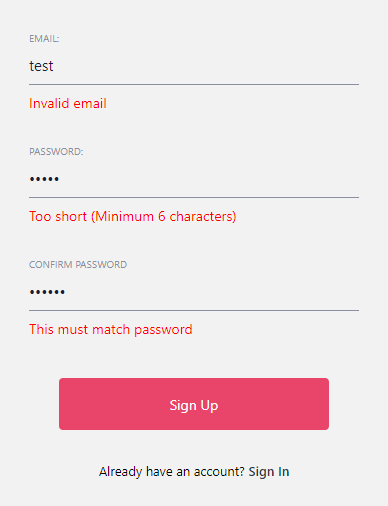 EMAIL:
test
Invalid email
PASSWORD:
•••••
Too short (Minimum 6 characters)
CONFIRM PASSWORD
••••••
This must match password
Sign Up
Already have an account? Sign In